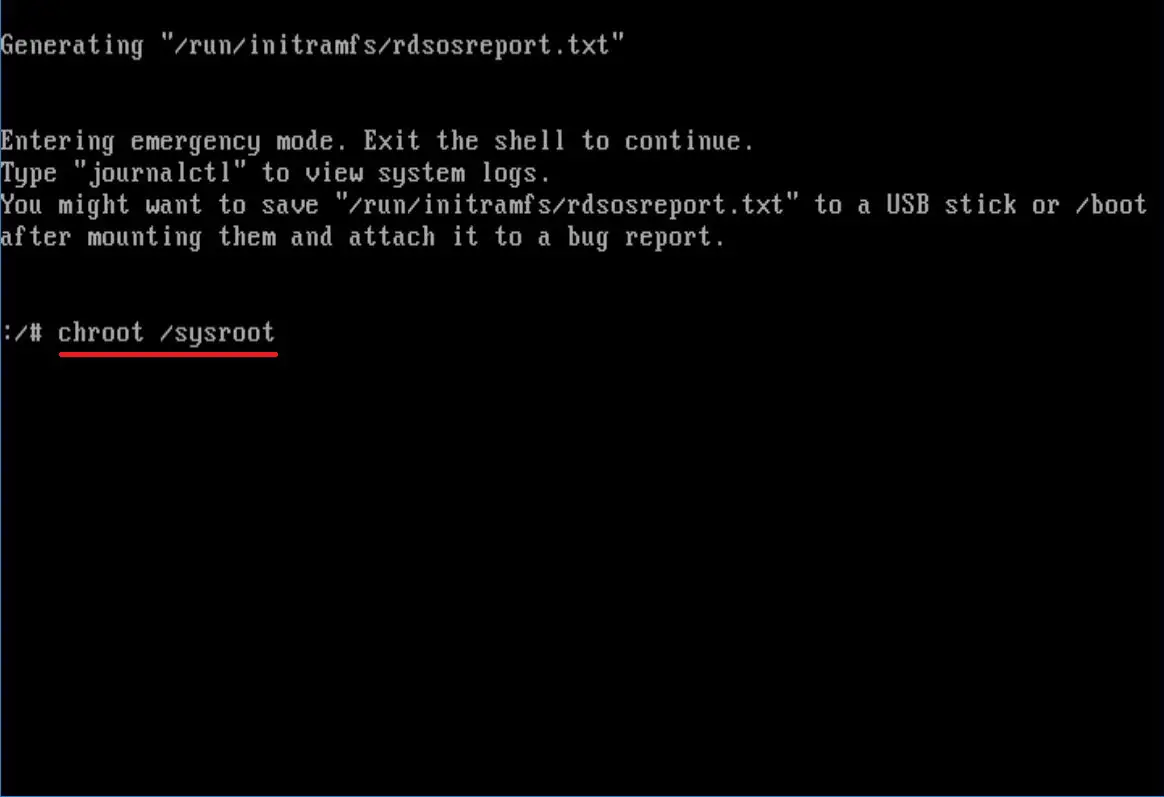 Generating "/run/initramfs/rdsosreport.txt"
Entering emergency mode. Exit the shell to continue.
Type "journalctl" to view system logs.
You might want to save "/run/initramfs/rdsosreport.txt" to a USB stick or /boot
after mounting them and attach it to a bug report.
:/# chroot /sysroot